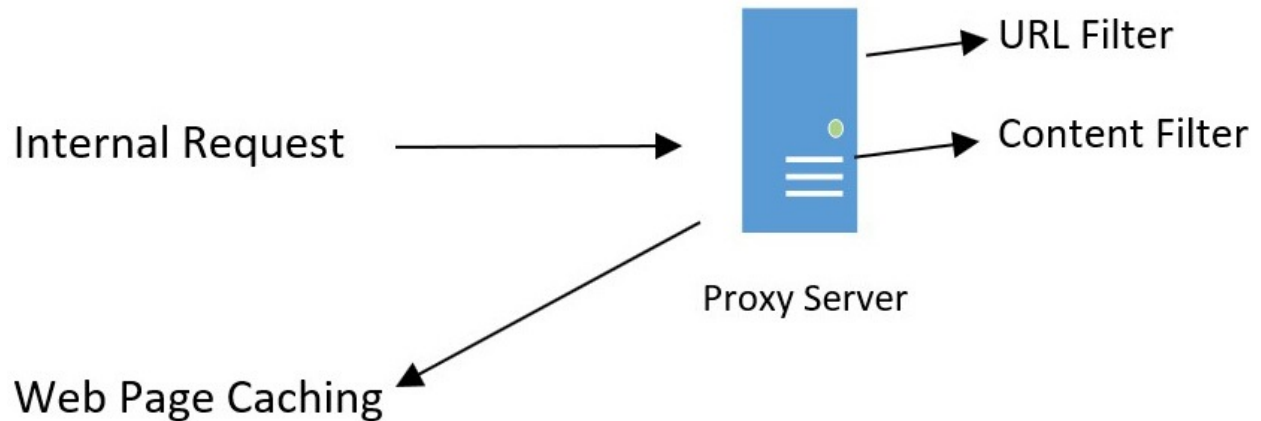 URL Filter
Internal Request
Content Filter
Proxy Server
Web Page Caching